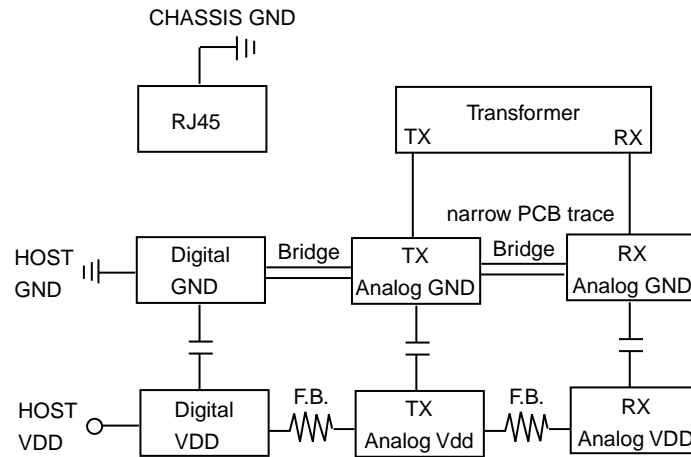 CHASSIS GND
RJ45
Transformer
TX
RX
narrow PCB trace
HOST
GND
Digital
GND
Bridge
TX
Analog GND
Bridge
RX
Analog GND
HOST
VDD
Digital
VDD
F.B.
TX
Analog Vdd
F.B.
RX
Analog VDD